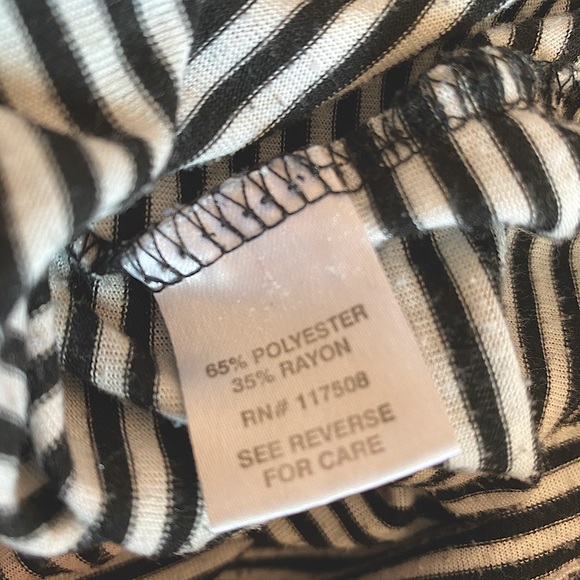 65% POLYESTER
35% RAYON
RN# 117508
SEE REVERSE
FOR CARE